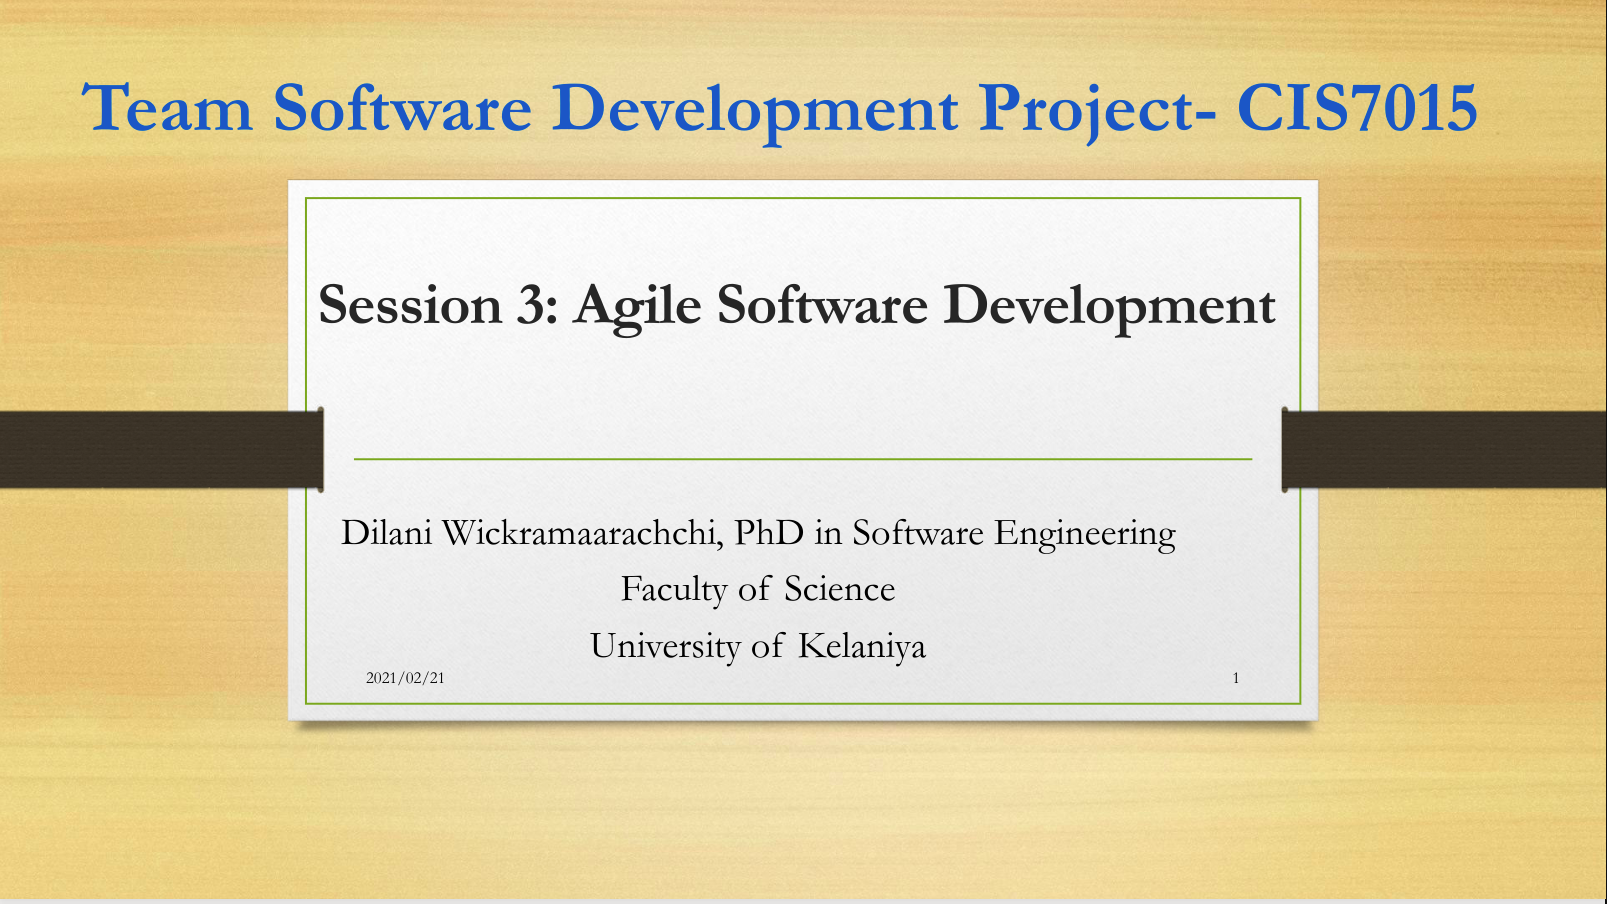 Team Software Development Project- CIS7015
Session 3: Agile Software Development
Dilani Wickramaarachchi, PhD in Software Engineering
Faculty of Science
University of Kelaniya
2021/02/21
1